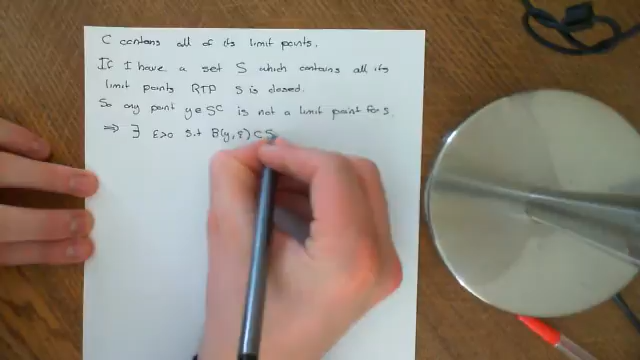 C contans all of its limit points.
If I have a set S which contains all its
limit points RTP S is closed.
So any point y∈S^C is not a limit point for S.
⇒ ∃ ε>0 s.t B(y,ε)⊂S